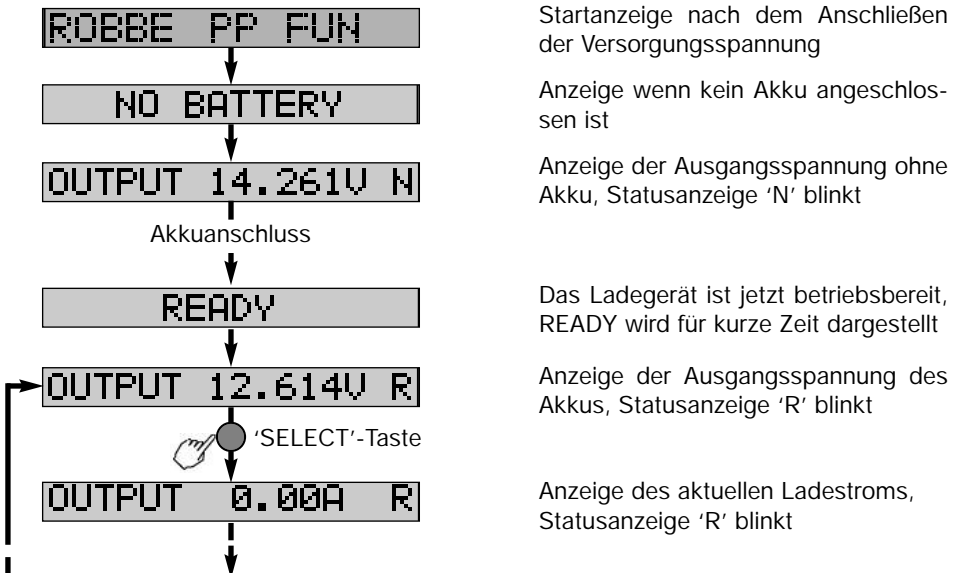 ROBBE PP FUN
Startanzeige nach dem Anschließen
der Versorgungsspannung
NO BATTERY
Anzeige wenn kein Akku angeschlos-
sen ist
OUTPUT 14.261V N
Anzeige der Ausgangsspannung ohne
Akku, Statusanzeige ‘N’ blinkt
Akkuanschluss
READY
Das Ladegerät ist jetzt betriebsbereit,
READY wird für kurze Zeit dargestellt
OUTPUT 12.614V R
Anzeige der Ausgangsspannung des
Akkus, Statusanzeige ‘R’ blinkt
‘SELECT’-Taste
OUTPUT 0.00A R
Anzeige des aktuellen Ladestroms,
Statusanzeige ‘R’ blinkt